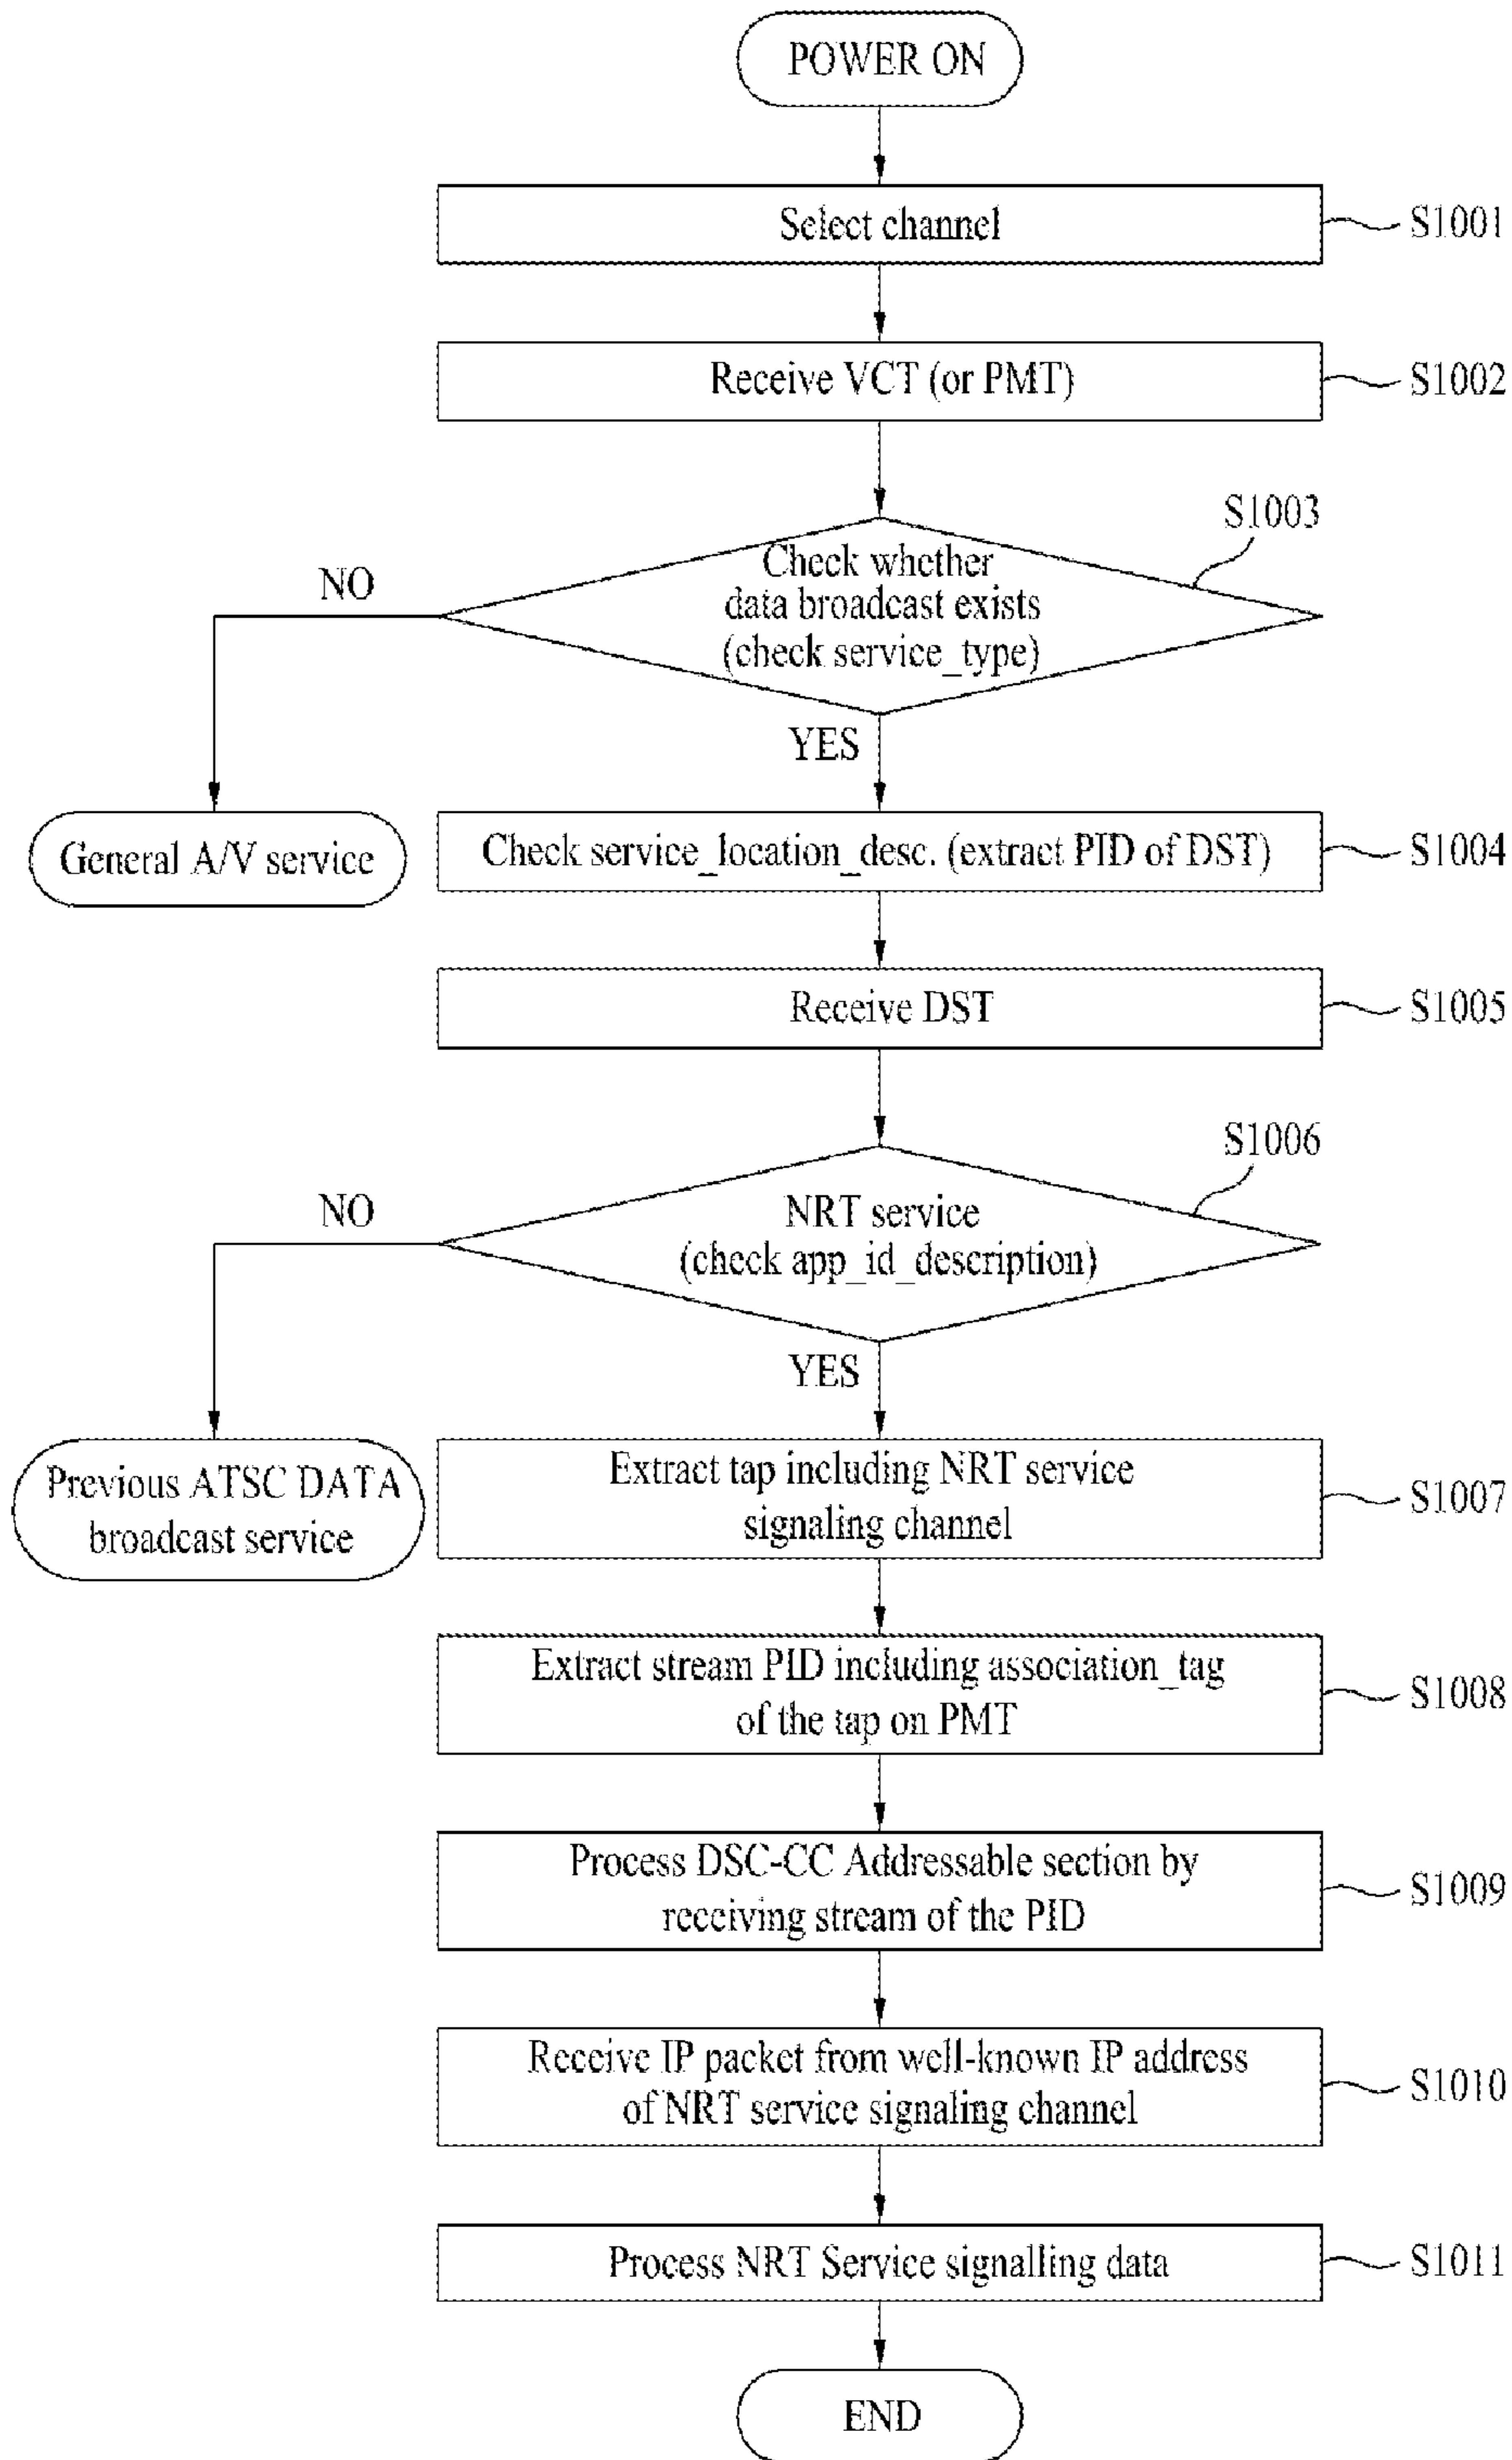 POWER ON
Select channel
S1001
Receive VCT (or PMT)
S1002
S1003
Check whether
data broadcast exists
(check service_type)
NO
YES
General A/V service
Check service_location_desc. (extract PID of DST)
S1004
Receive DST
S1005
S1006
NRT service
(check app_id_description)
NO
YES
Previous ATSC DATA
broadcast service
Extract tap including NRT service
signaling channel
S1007
Extract stream PID including association_tag
of the tap on PMT
S1008
Process DSC-CC Addressable section by
receiving stream of the PID
S1009
Receive IP packet from well-known IP address
of NRT service signaling channel
S1010
Process NRT Service signalling data
S1011
END